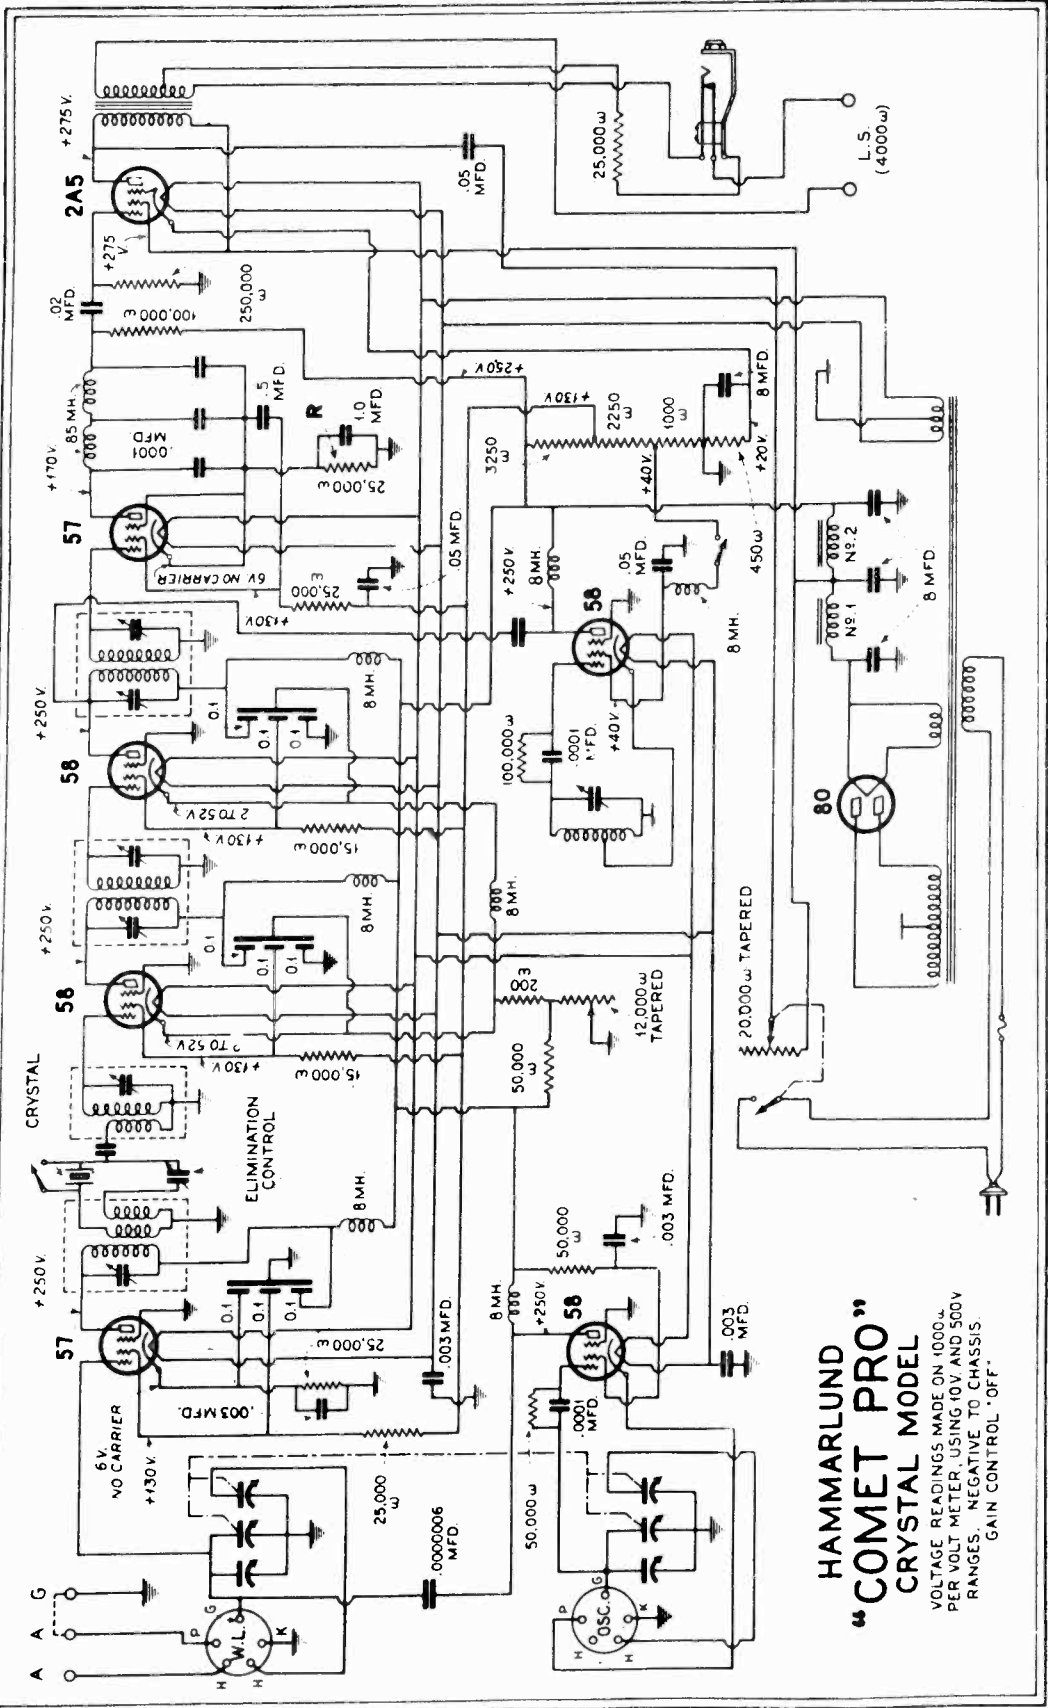 A
A
G
W.L.
P
G
K
H
H
57
6V.
NO CARRIER
+130V.
+250V.
.003 MFD.
0.1
0.1
0.1
25,000 ω
25,000
ω
.003 MFD.
.0000006
MFD.
8 MH.
ELIMINATION
CONTROL
CRYSTAL
58
+250V.
2 TO 52V.
+130V.
15,000 ω
0.1
0.1
0.1
8 MH.
58
+250V.
2 TO 52V.
+130V.
15,000 ω
0.1
0.1
0.1
8 MH.
57
+170V.
.85 MH.
.0001
MFD
6V. NO CARRIER
+130V.
25,000
ω
.05 MFD.
.5
MFD.
R
1.0
MFD
25,000 ω
.02
MFD.
100,000 ω
250,000
ω
2A5
+275
V.
+275V.
.05
MFD.
25,000 ω
L.S.
(4000ω)
OSC.
P
G
K
H
H
50,000 ω
.0001
MFD.
58
+250V.
8 MH.
50,000
ω
.003 MFD.
.003
MFD.
50,000
ω
200 ω
12,000 ω
TAPERED
8 MH.
100,000 ω
.0001
MFD.
+40V.
58
+250V.
8 MH.
.05
MFD.
8 MH.
+250V.
+130V.
3250
ω
2250
ω
1000
ω
+40V.
+20V.
450 ω
8 MFD.
20,000 ω TAPERED
80
Nº.1
Nº.2
8 MFD.
HAMMARLUND
"COMET PRO"
CRYSTAL MODEL
VOLTAGE READINGS MADE ON 1000ω
PER VOLT METER, USING 10V. AND 500V
RANGES. NEGATIVE TO CHASSIS.
GAIN CONTROL "OFF"